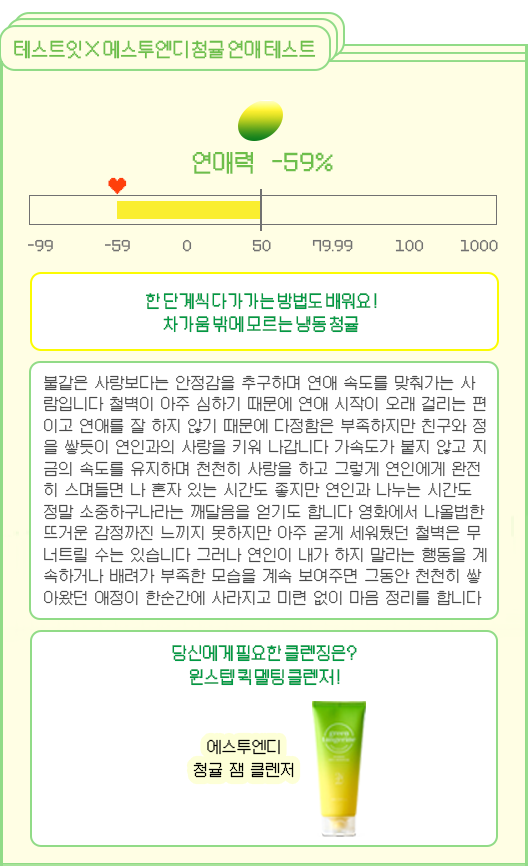 테스트잇X에스투엔디 청귤 연애 테스트
연애력 -59%
-99 -59 0 50 79.99 100 1000
한 단계씩 다가가는 방법도 배워요!
차가움 밖에 모르는 냉동 청귤
불같은 사랑보다는 안정감을 추구하며 연애 속도를 맞춰가는 사
람입니다 철벽이 아주 심하기 때문에 연애 시작이 오래 걸리는 편
이고 연애를 잘 하지 않기 때문에 다정함은 부족하지만 친구와 정
을 쌓듯이 연인과의 사랑을 키워 나갑니다 가속도가 붙지 않고 지
금의 속도를 유지하며 천천히 사랑을 하고 그렇게 연인에게 완전
히 스며들면 나 혼자 있는 시간도 좋지만 연인과 나누는 시간도
정말 소중하구나라는 깨달음을 얻기도 합니다 영화에서 나올법한
뜨거운 감정까진 느끼지 못하지만 아주 굳게 세워뒀던 철벽은 무
너트릴 수는 있습니다 그러나 연인이 내가 하지 말라는 행동을 계
속하거나 배려가 부족한 모습을 계속 보여주면 그동안 천천히 쌓
아왔던 애정이 한순간에 사라지고 미련 없이 마음 정리를 합니다
당신에게 필요한 클렌징은?
원스텝 퀵 멜팅 클렌저!
에스투엔디
청귤 잼 클렌저
green
tangerine